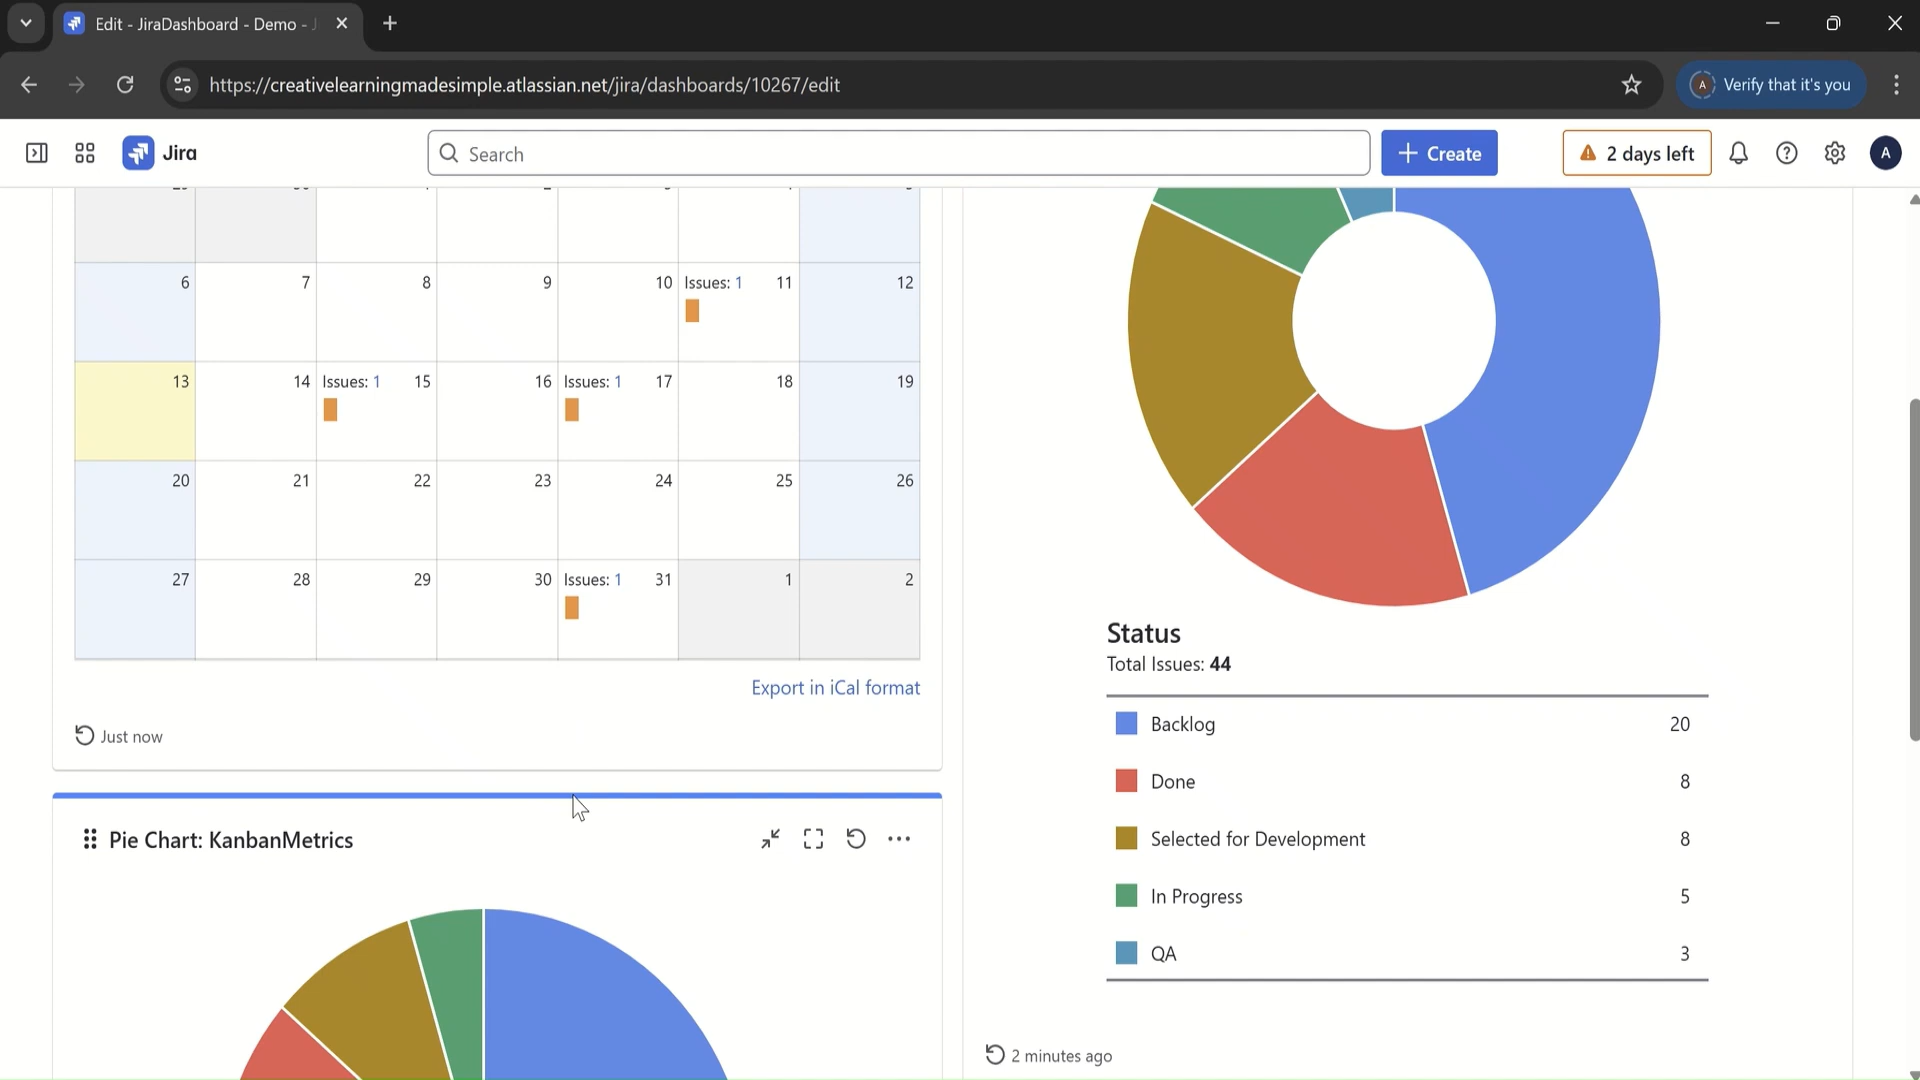 Edit - JiraDashboard - Demo - J
https://creativelearningmadesimple.atlassian.net/jira/dashboards/10267/edit
Verify that it's you
A
Jira
Search
Create
2 days left
A
6 7 8 9 10 Issues: 1 11 12
13 14 Issues: 1 15 16 Issues: 1 17 18 19
20 21 22 23 24 25 26
27 28 29 30 Issues: 1 31 1 2
Export in iCal format
Just now
Pie Chart: KanbanMetrics
Status
Total Issues: 44
Backlog 20
Done 8
Selected for Development 8
In Progress 5
QA 3
2 minutes ago